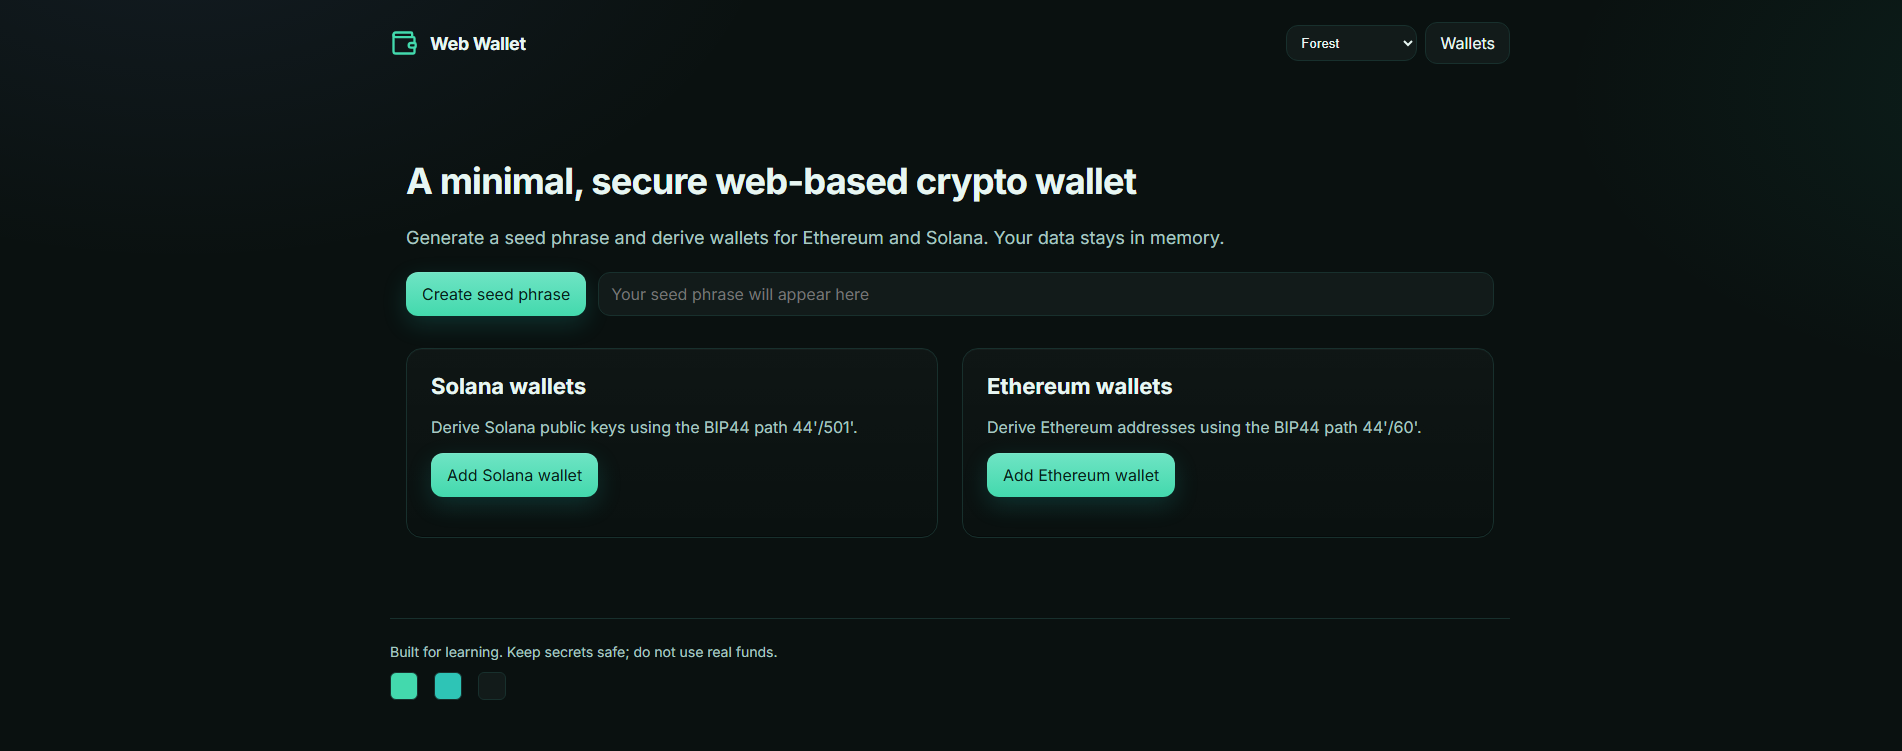 Web Wallet
Forest
Wallets
A minimal, secure web-based crypto wallet
Generate a seed phrase and derive wallets for Ethereum and Solana. Your data stays in memory.
Create seed phrase
Your seed phrase will appear here
Solana wallets
Derive Solana public keys using the BIP44 path 44'/501'.
Add Solana wallet
Ethereum wallets
Derive Ethereum addresses using the BIP44 path 44'/60'.
Add Ethereum wallet
Built for learning. Keep secrets safe; do not use real funds.